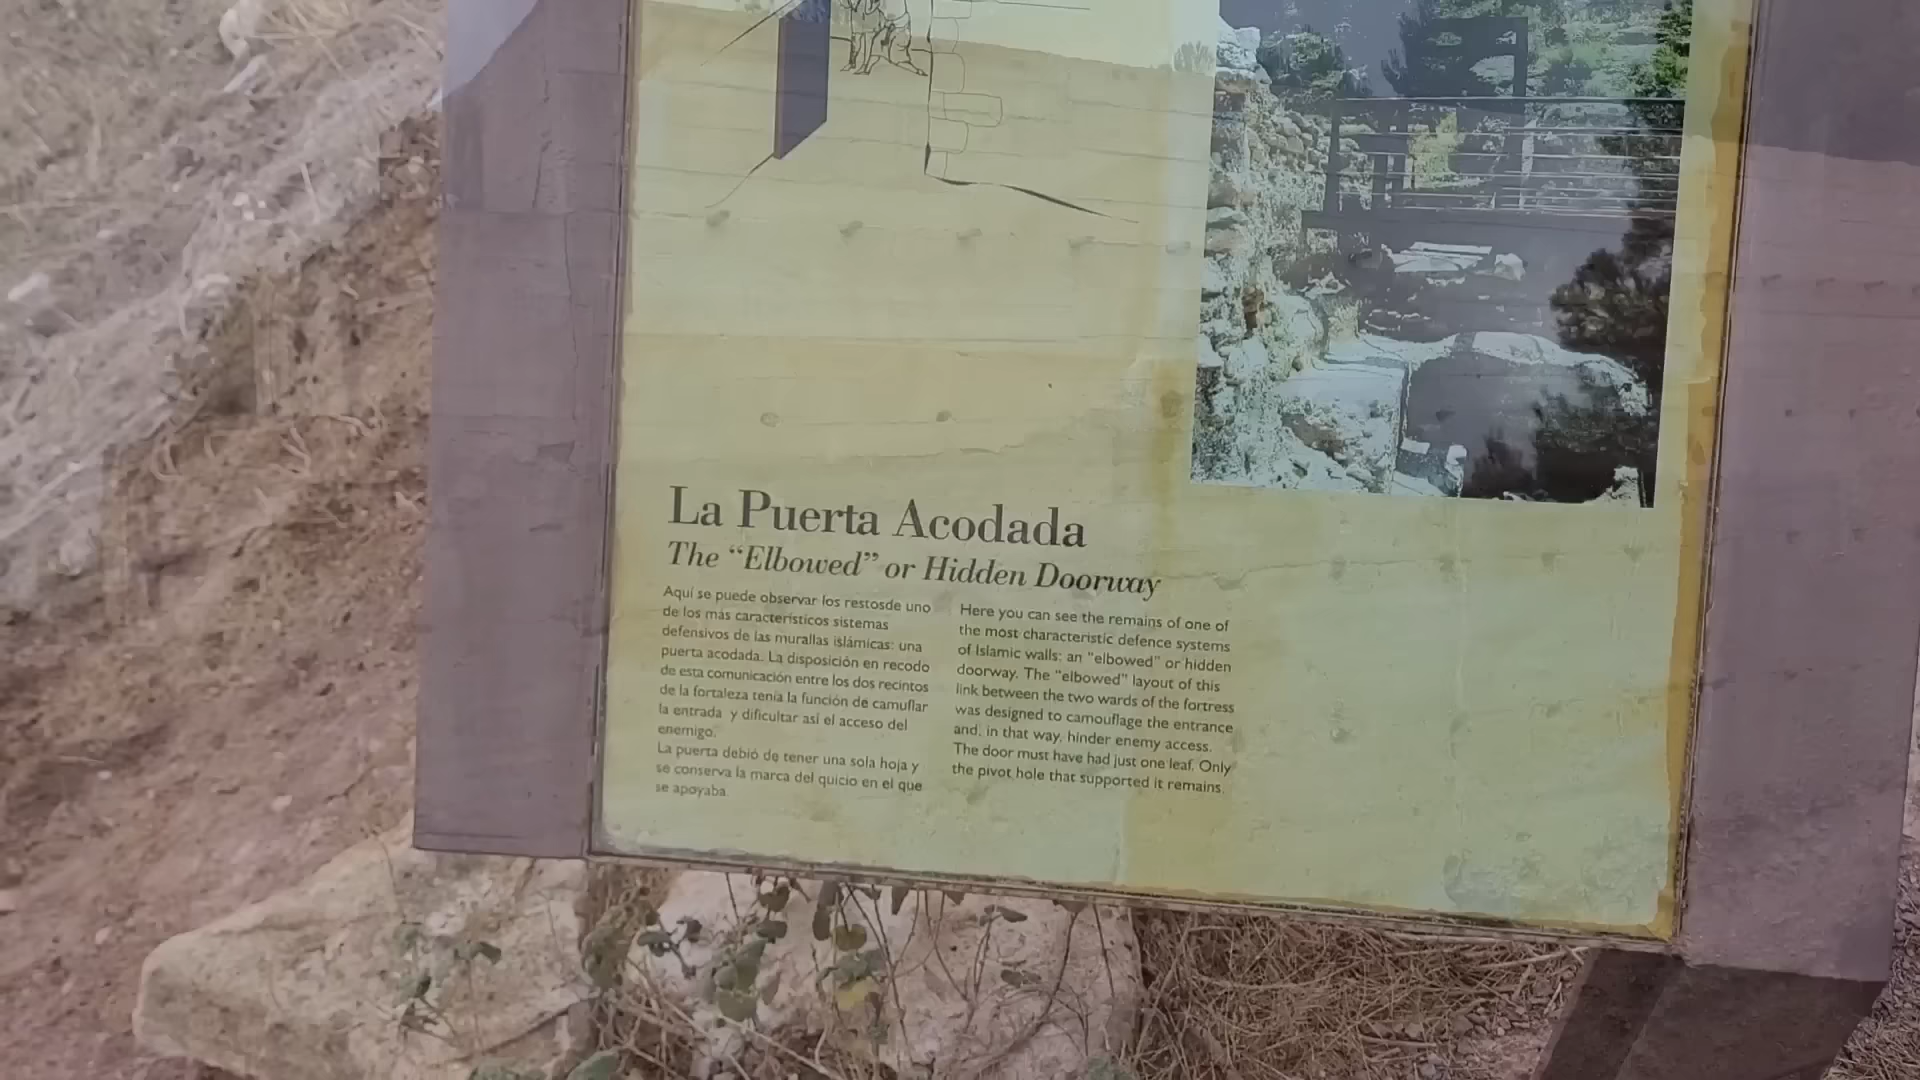 La Puerta Acodada
The “Elbowed” or Hidden Doorway
Aquí se puede observar los restosde uno
de los más característicos sistemas
defensivos de las murallas islámicas: una
puerta acodada. La disposición en recodo
de esta comunicación entre los dos recintos
de la fortaleza tenía la función de camuflar
la entrada y dificultar así el acceso del
enemigo.
La puerta debió de tener una sola hoja y
se conserva la marca del quicio en el que
se apoyaba.
Here you can see the remains of one of
the most characteristic defence systems
of Islamic walls: an "elbowed" or hidden
doorway. The "elbowed" layout of this
link between the two wards of the fortress
was designed to camouflage the entrance
and, in that way, hinder enemy access.
The door must have had just one leaf. Only
the pivot hole that supported it remains.